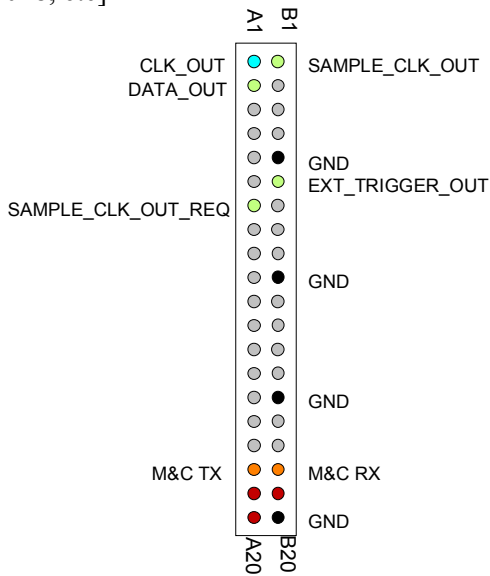 A1 B1
CLK_OUT SAMPLE_CLK_OUT
DATA_OUT
GND
EXT_TRIGGER_OUT
SAMPLE_CLK_OUT_REQ
GND
GND
M&C TX M&C RX
GND
A20 B20